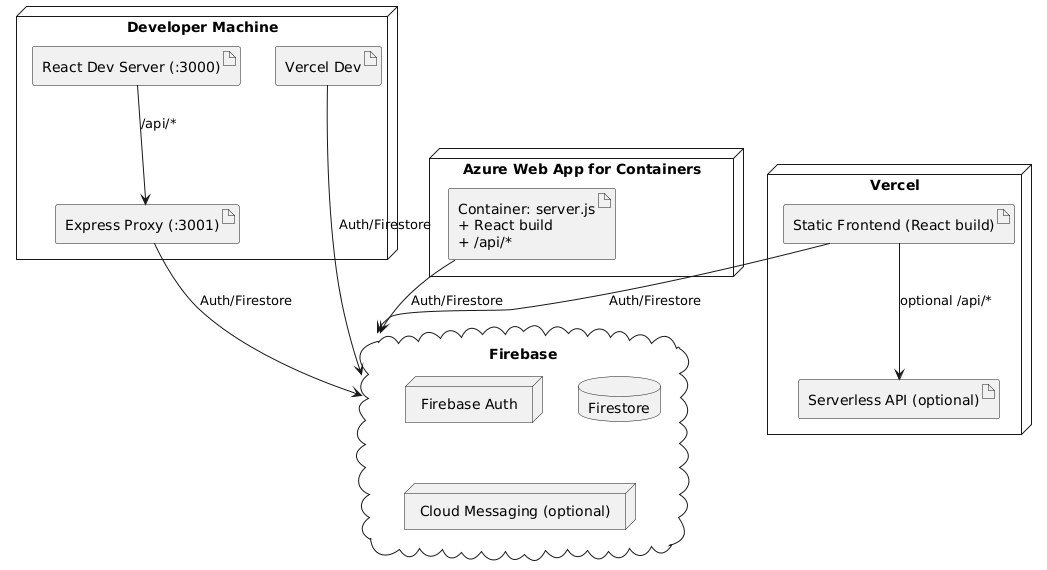 Developer Machine
React Dev Server (:3000)
Vercel Dev
/api/*
Express Proxy (:3001)
Auth/Firestore
Azure Web App for Containers
Container: server.js
+ React build
+ /api/*
Vercel
Static Frontend (React build)
Auth/Firestore
Auth/Firestore
Auth/Firestore
optional /api/*
Serverless API (optional)
Firebase
Firebase Auth
Firestore
Cloud Messaging (optional)